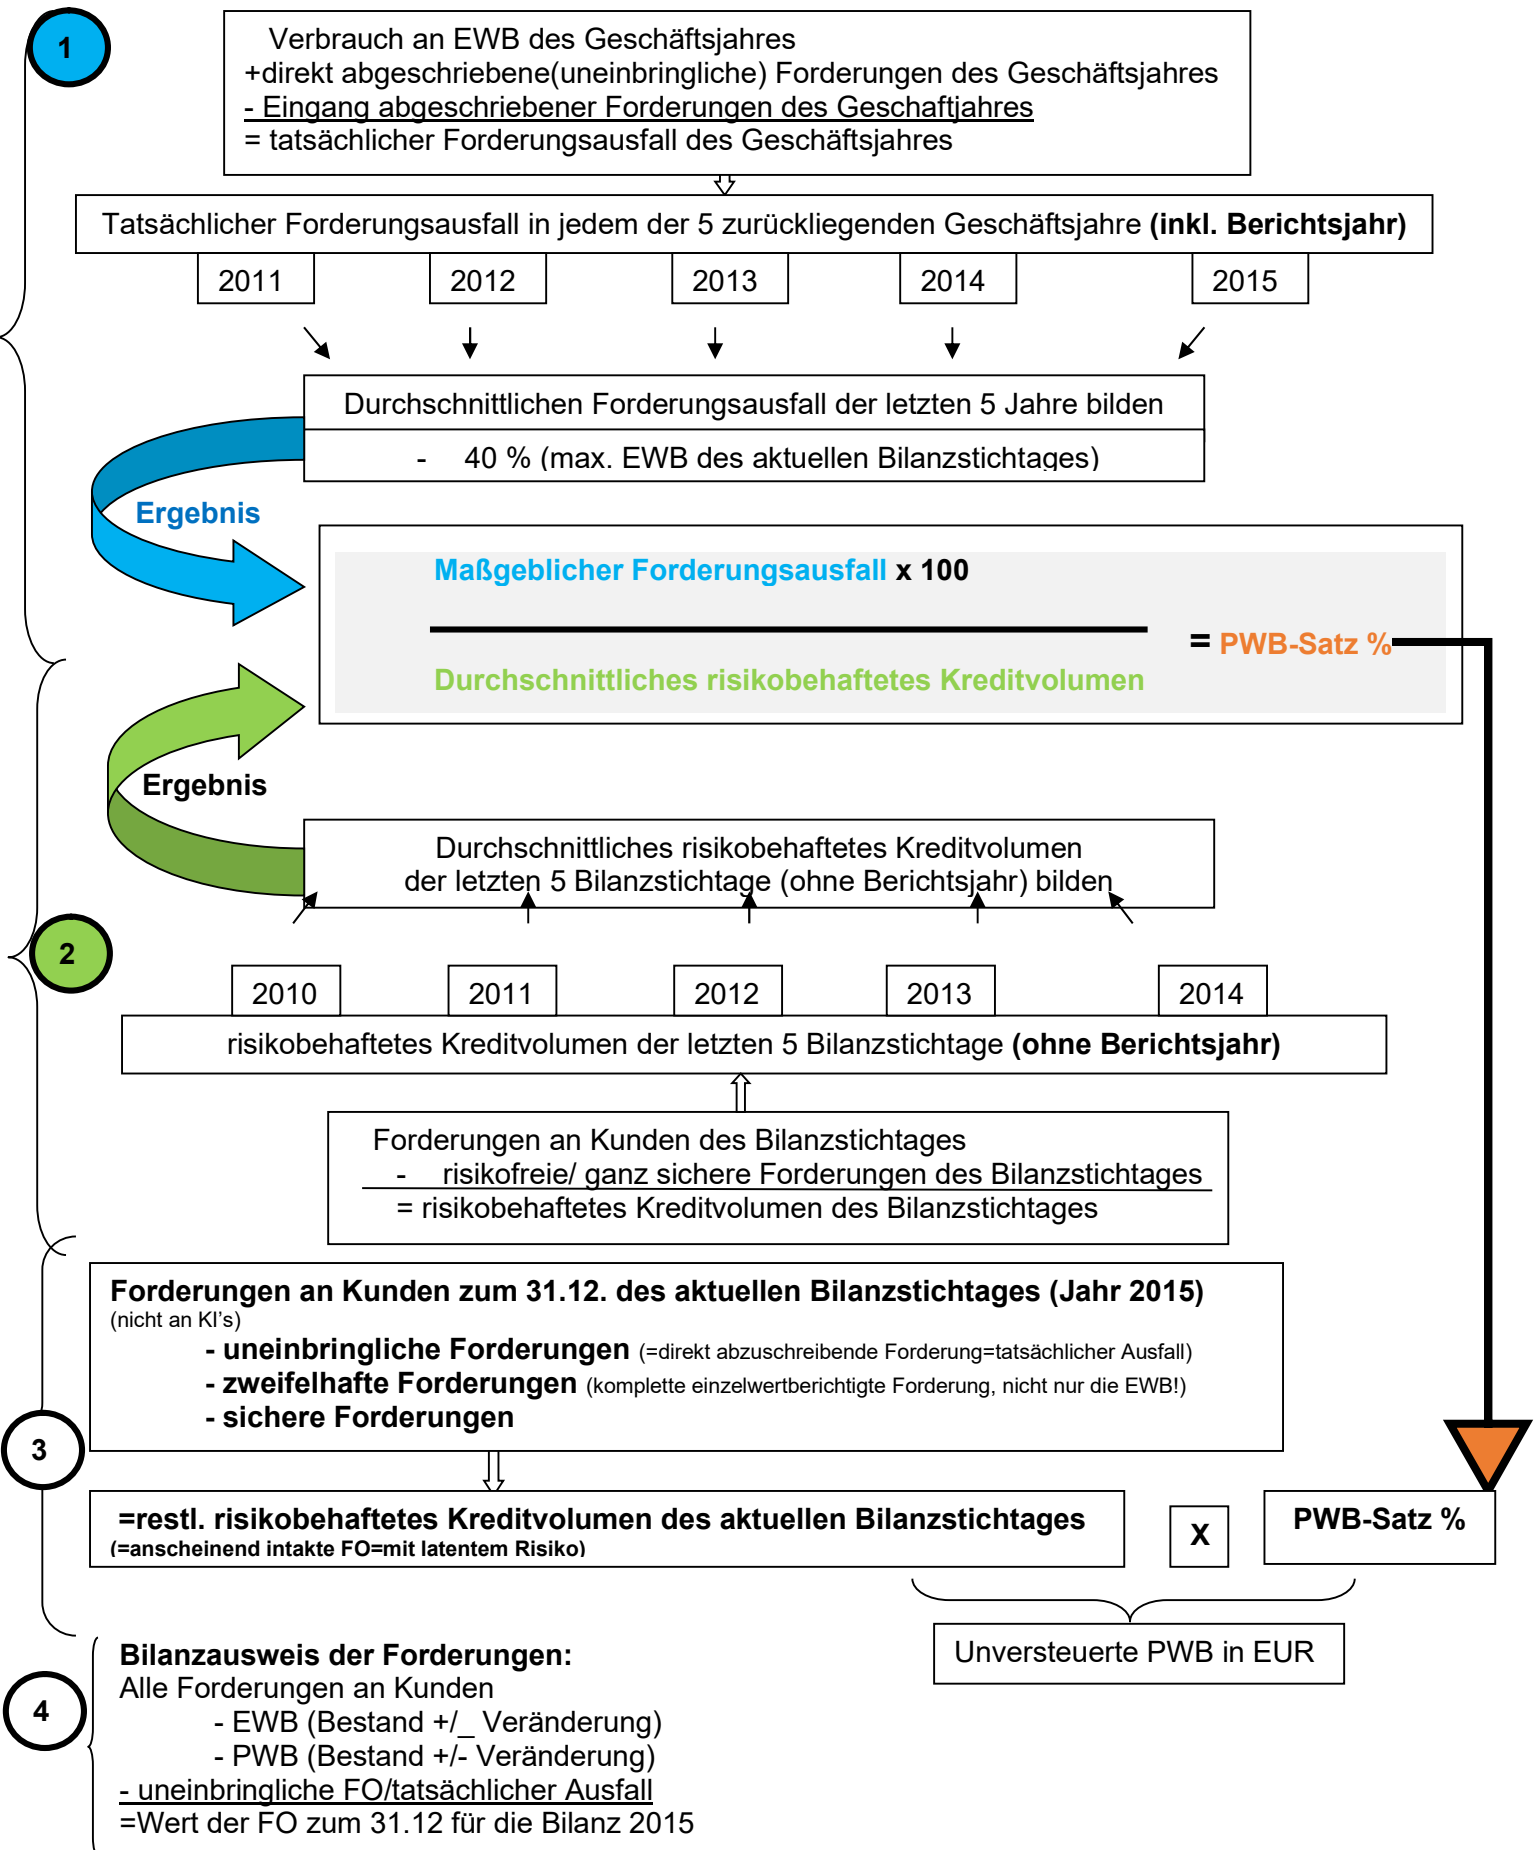 1
Verbrauch an EWB des Geschäftsjahres
+direkt abgeschriebene(uneinbringliche) Forderungen des Geschäftsjahres
- Eingang abgeschriebener Forderungen des Geschaftjahres
= tatsächlicher Forderungsausfall des Geschäftsjahres
Tatsächlicher Forderungsausfall in jedem der 5 zurückliegenden Geschäftsjahre (inkl. Berichtsjahr)
2011 2012 2013 2014 2015
Durchschnittlichen Forderungsausfall der letzten 5 Jahre bilden
- 40 % (max. EWB des aktuellen Bilanzstichtages)
Ergebnis
Maßgeblicher Forderungsausfall x 100
= PWB-Satz %
Durchschnittliches risikobehaftetes Kreditvolumen
Ergebnis
Durchschnittliches risikobehaftetes Kreditvolumen
der letzten 5 Bilanzstichtage (ohne Berichtsjahr) bilden
2
2010 2011 2012 2013 2014
risikobehaftetes Kreditvolumen der letzten 5 Bilanzstichtage (ohne Berichtsjahr)
Forderungen an Kunden des Bilanzstichtages
- risikofreie/ ganz sichere Forderungen des Bilanzstichtages
= risikobehaftetes Kreditvolumen des Bilanzstichtages
Forderungen an Kunden zum 31.12. des aktuellen Bilanzstichtages (Jahr 2015)
(nicht an KI's)
- uneinbringliche Forderungen (=direkt abzuschreibende Forderung=tatsächlicher Ausfall)
- zweifelhafte Forderungen (komplette einzelwertberichtigte Forderung, nicht nur die EWB!)
- sichere Forderungen
3
=restl. risikobehaftetes Kreditvolumen des aktuellen Bilanzstichtages
(=anscheinend intakte FO=mit latentem Risiko)
X
PWB-Satz %
Unversteuerte PWB in EUR
4
Bilanzausweis der Forderungen:
Alle Forderungen an Kunden
- EWB (Bestand +/_ Veränderung)
- PWB (Bestand +/- Veränderung)
- uneinbringliche FO/tatsächlicher Ausfall
=Wert der FO zum 31.12 für die Bilanz 2015